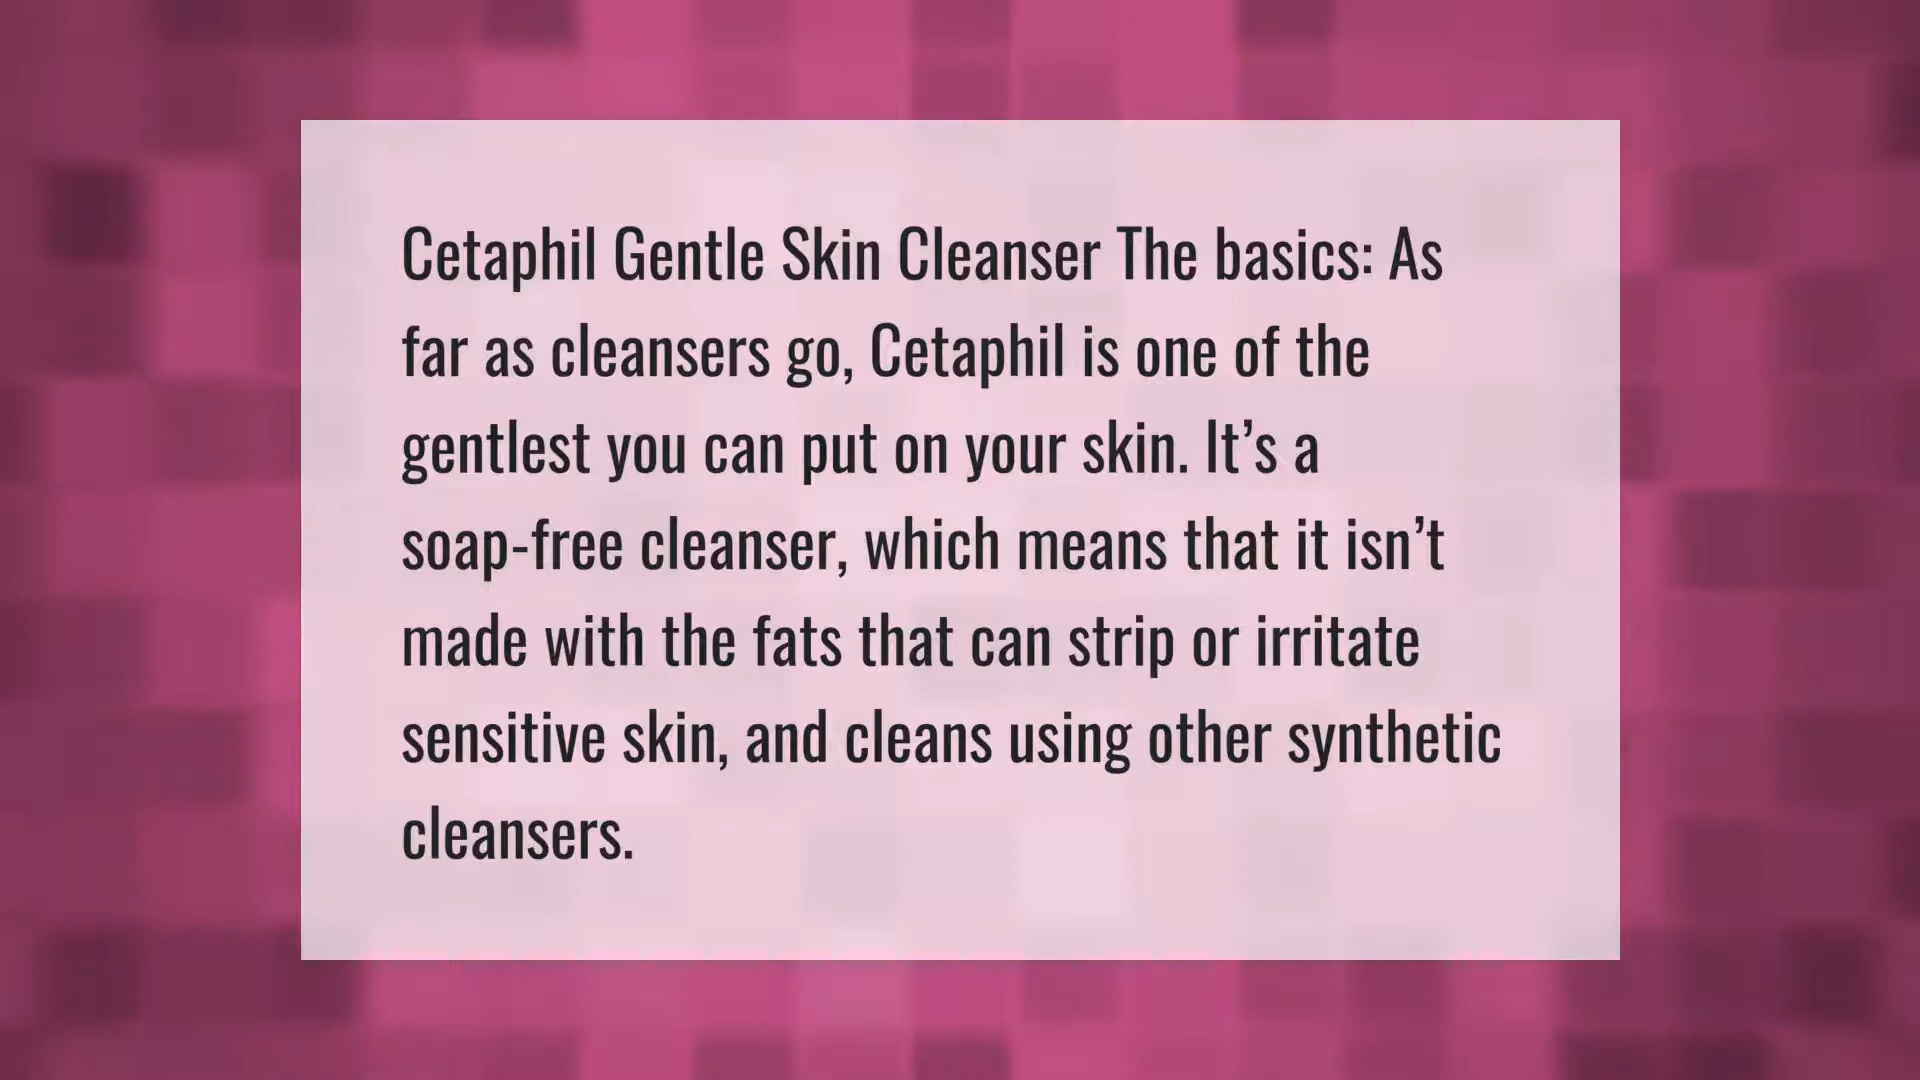 Cetaphil Gentle Skin Cleanser The basics: As
far as cleansers go, Cetaphil is one of the
gentlest you can put on your skin. It’s a
soap-free cleanser, which means that it isn’t
made with the fats that can strip or irritate
sensitive skin, and cleans using other synthetic
cleansers.